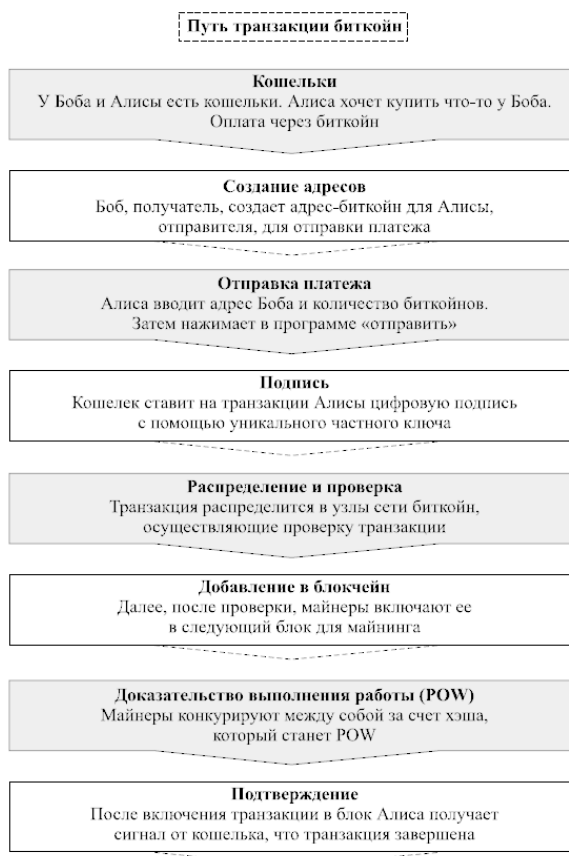 Путь транзакции биткойн
Кошельки
У Боба и Алисы есть кошельки. Алиса хочет купить что-то у Боба.
Оплата через биткойн
Создание адресов
Боб, получатель, создает адрес-биткойн для Алисы,
отправителя, для отправки платежа
Отправка платежа
Алиса вводит адрес Боба и количество биткойнов.
Затем нажимает в программе «отправить»
Подпись
Кошелек ставит на транзакции Алисы цифровую подпись
с помощью уникального частного ключа
Распределение и проверка
Транзакция распределится в узлы сети биткойн,
осуществляющие проверку транзакции
Добавление в блокчейн
Далее, после проверки, майнеры включают ее
в следующий блок для майнинга
Доказательство выполнения работы (POW)
Майнеры конкурируют между собой за счет хэша,
который станет POW
Подтверждение
После включения транзакции в блок Алиса получает
сигнал от кошелька, что транзакция завершена